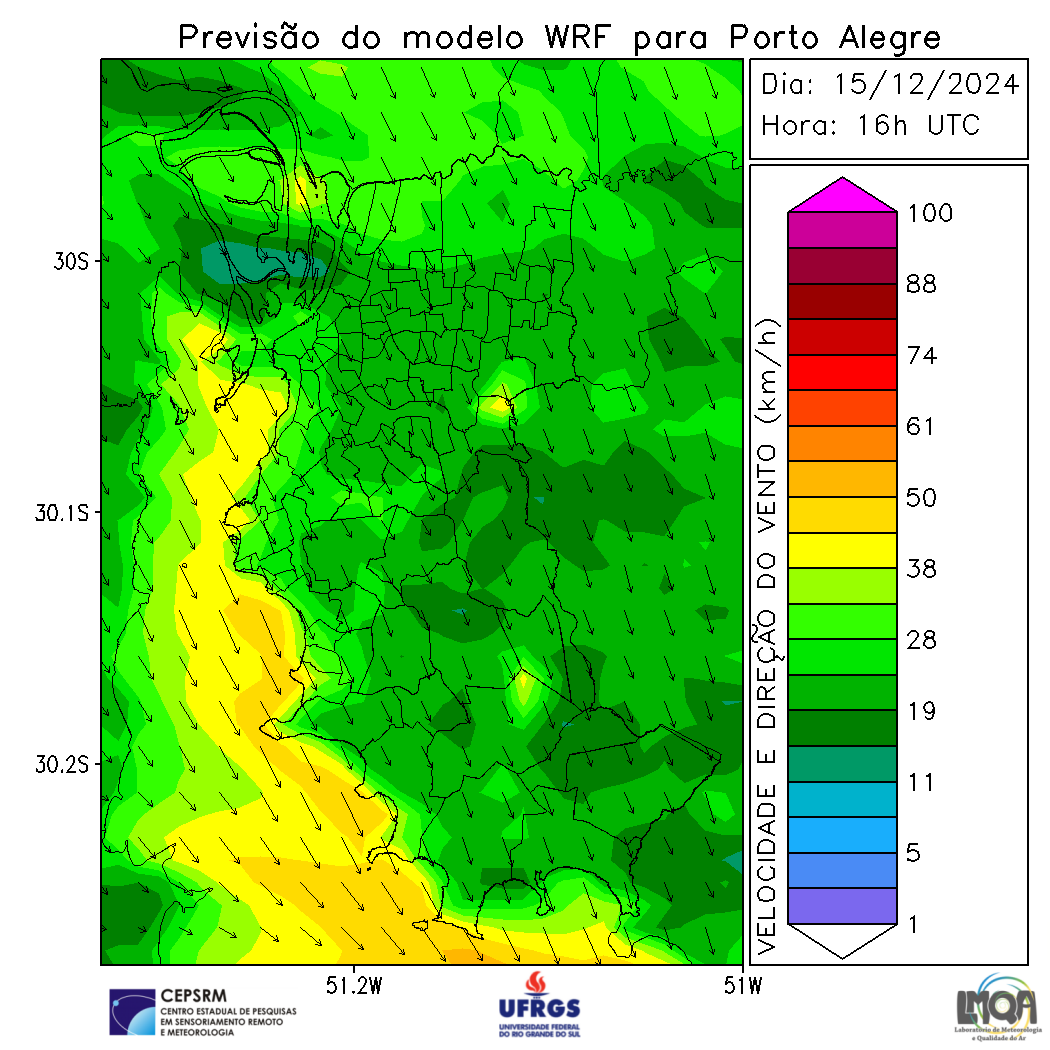 Previsão do modelo WRF para Porto Alegre
Dia: 15/12/2024
Hora: 16h UTC
30S
30.1S
30.2S
51.2W
51W
VELOCIDADE E DIREÇÃO DO VENTO (km/h)
100
88
74
61
50
38
28
19
11
5
1
CEPSRM
CENTRO ESTADUAL DE PESQUISAS
EM SENSORIAMENTO REMOTO
E METEOROLOGIA
UFRGS
UNIVERSIDADE FEDERAL
DO RIO GRANDE DO SUL
LMQA
Laboratório de Meteorologia
e Qualidade do Ar